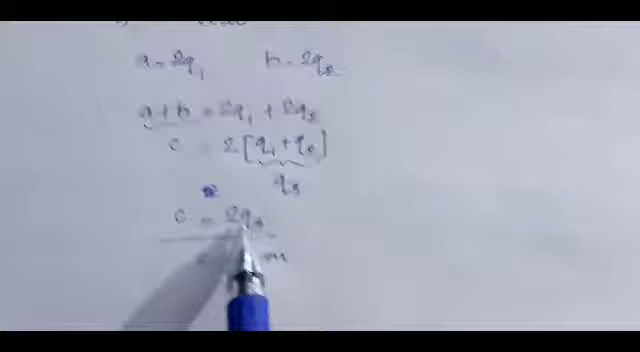 a = 2q₁ b = 2q₂
a + b = 2q₁ + 2q₂
c = 2 [q₁ + q₂]
q₃
c = 2q₃